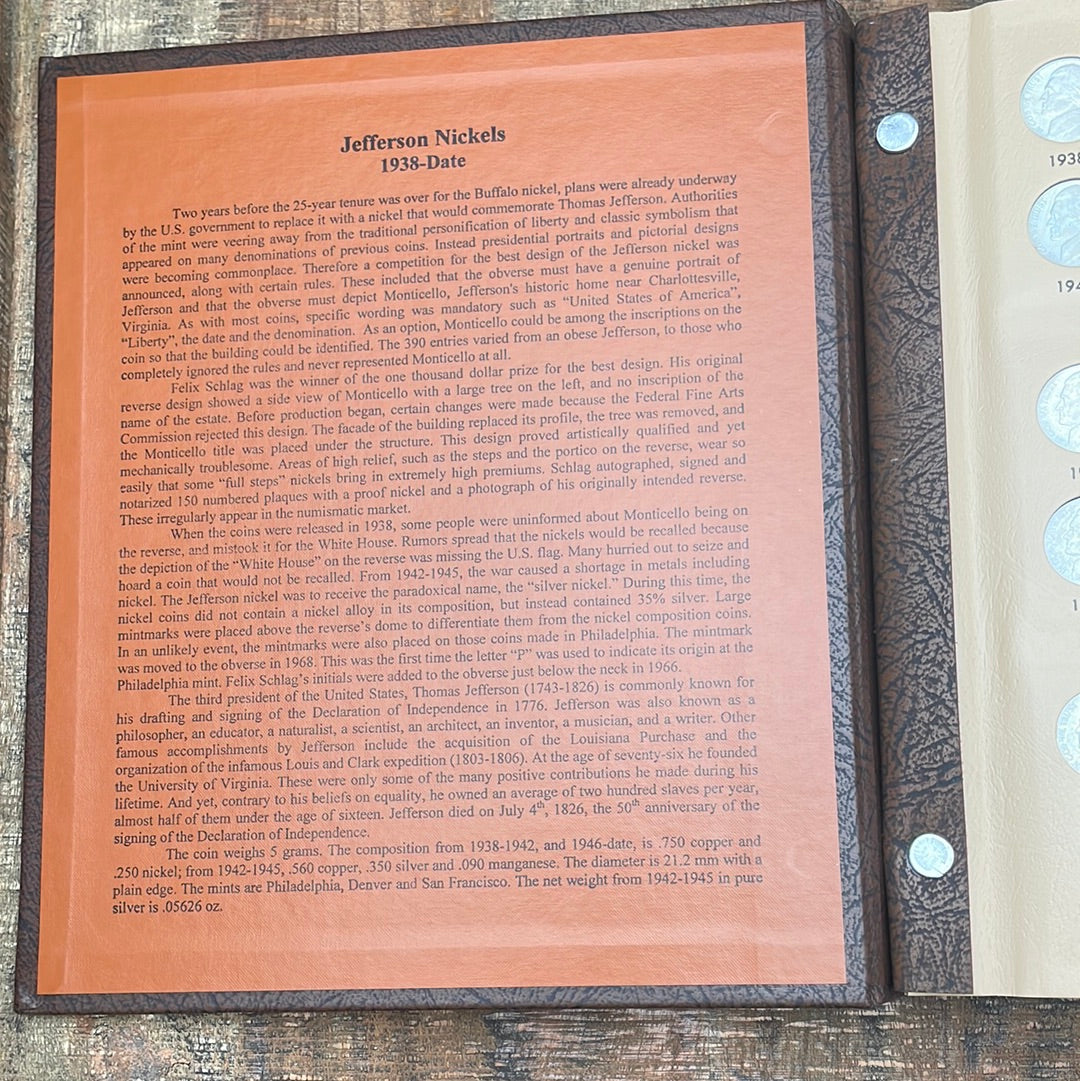 Jefferson Nickels
1938-Date
Two years before the 25-year tenure was over for the Buffalo nickel, plans were already underway
by the U.S. government to replace it with a nickel that would commemorate Thomas Jefferson. Authorities
of the mint were veering away from the traditional personification of liberty and classic symbolism that
appeared on many denominations of previous coins. Instead presidential portraits and pictorial designs
were becoming commonplace. Therefore a competition for the best design of the Jefferson nickel was
announced, along with certain rules. These included that the obverse must have a genuine portrait of
Jefferson and that the obverse must depict Monticello, Jefferson's historic home near Charlottesville,
Virginia. As with most coins, specific wording was mandatory such as “United States of America”,
“Liberty”, the date and the denomination. As an option, Monticello could be among the inscriptions on the
coin so that the building could be identified. The 390 entries varied from an obese Jefferson, to those who
completely ignored the rules and never represented Monticello at all.
Felix Schlag was the winner of the one thousand dollar prize for the best design. His original
reverse design showed a side view of Monticello with a large tree on the left, and no inscription of the
name of the estate. Before production began, certain changes were made because the Federal Fine Arts
Commission rejected this design. The facade of the building replaced its profile, the tree was removed, and
the Monticello title was placed under the structure. This design proved artistically qualified and yet
mechanically troublesome. Areas of high relief, such as the steps and the portico on the reverse, wear so
easily that some “full steps” nickels bring in extremely high premiums. Schlag autographed, signed and
notarized 150 numbered plaques with a proof nickel and a photograph of his originally intended reverse.
These irregularly appear in the numismatic market.
When the coins were released in 1938, some people were uninformed about Monticello being on
the reverse, and mistook it for the White House. Rumors spread that the nickels would be recalled because
the depiction of the “White House” on the reverse was missing the U.S. flag. Many hurried out to seize and
hoard a coin that would not be recalled. From 1942-1945, the war caused a shortage in metals including
nickel. The Jefferson nickel was to receive the paradoxical name, the “silver nickel.” During this time, the
nickel coins did not contain a nickel alloy in its composition, but instead contained 35% silver. Large
mintmarks were placed above the reverse’s dome to differentiate them from the nickel composition coins.
In an unlikely event, the mintmarks were also placed on those coins made in Philadelphia. The mintmark
was moved to the obverse in 1968. This was the first time the letter “P” was used to indicate its origin at the
Philadelphia mint. Felix Schlag’s initials were added to the obverse just below the neck in 1966.
The third president of the United States, Thomas Jefferson (1743-1826) is commonly known for
his drafting and signing of the Declaration of Independence in 1776. Jefferson was also known as a
philosopher, an educator, a naturalist, a scientist, an architect, an inventor, a musician, and a writer. Other
famous accomplishments by Jefferson include the acquisition of the Louisiana Purchase and the
organization of the infamous Louis and Clark expedition (1803-1806). At the age of seventy-six he founded
the University of Virginia. These were only some of the many positive contributions he made during his
lifetime. And yet, contrary to his beliefs on equality, he owned an average of two hundred slaves per year,
almost half of them under the age of sixteen. Jefferson died on July 4th, 1826, the 50th anniversary of the
signing of the Declaration of Independence.
The coin weighs 5 grams. The composition from 1938-1942, and 1946-date, is .750 copper and
.250 nickel; from 1942-1945, .560 copper, .350 silver and .090 manganese. The diameter is 21.2 mm with a
plain edge. The mints are Philadelphia, Denver and San Francisco. The net weight from 1942-1945 in pure
silver is .05626 oz.
1938
194
1
1